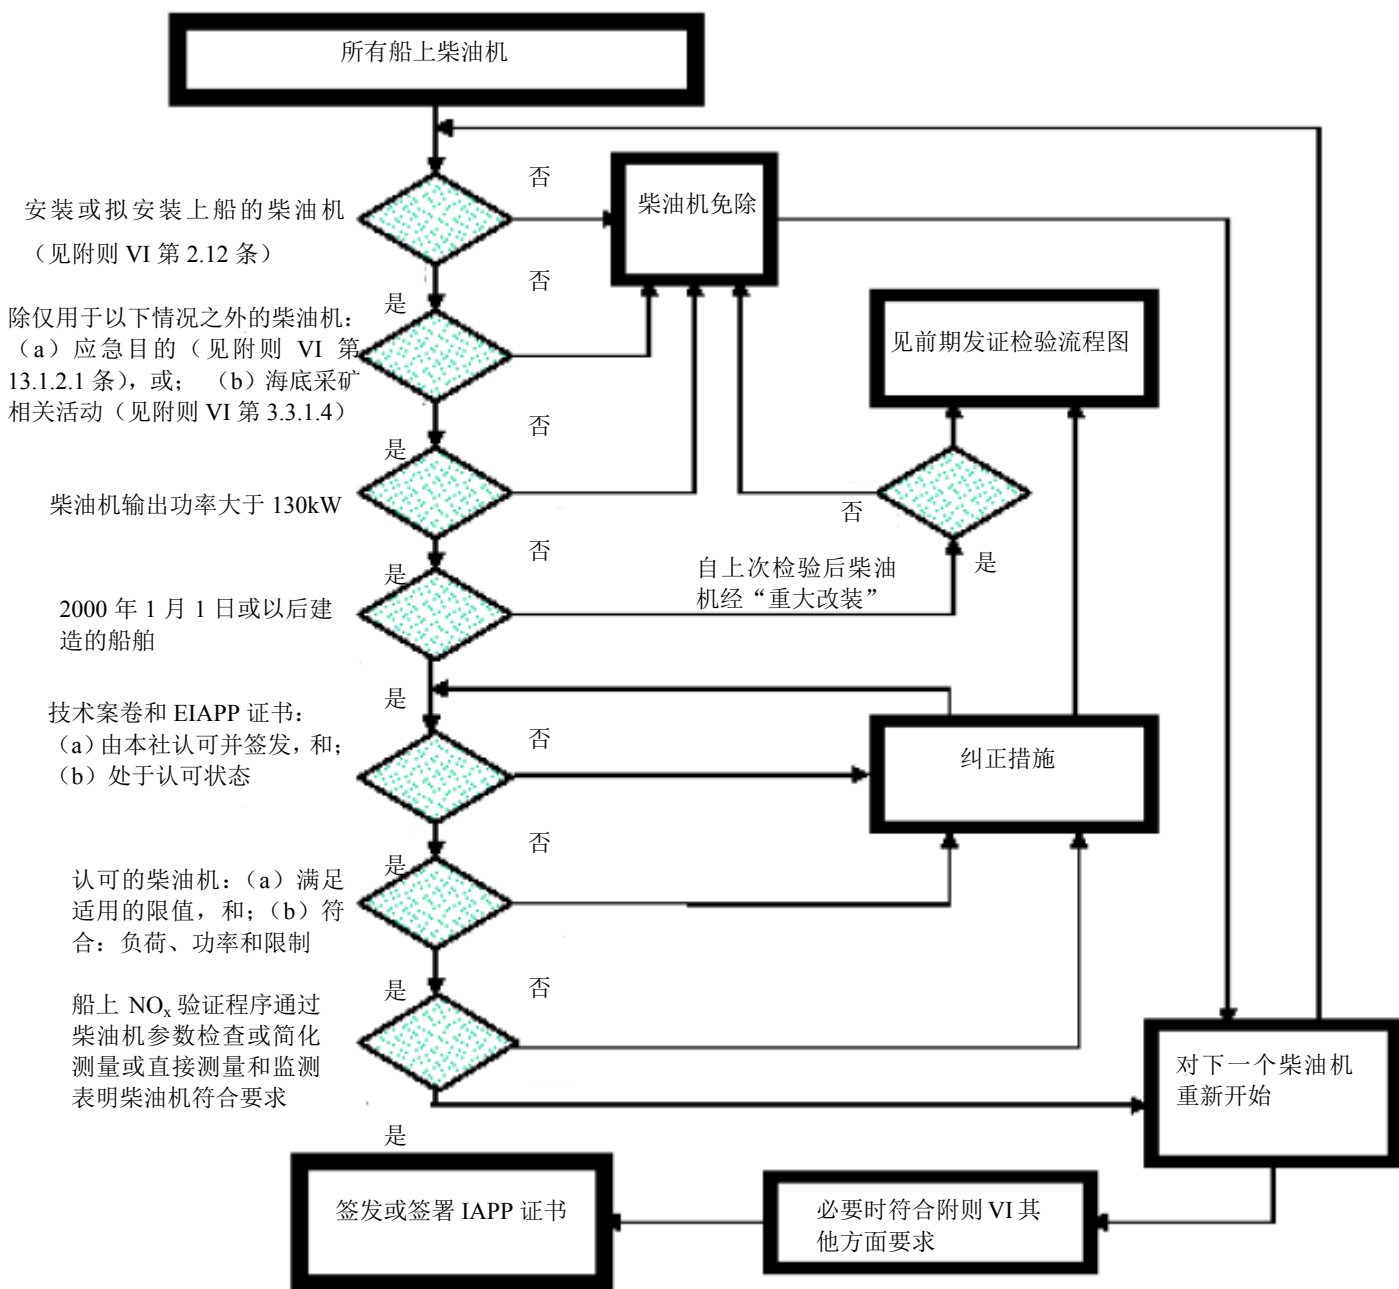 所有船上柴油机
否
安装或拟安装上船的柴油机
（见附则 VI 第 2.12 条）
柴油机免除
否
是
除仅用于以下情况之外的柴油机：
（a）应急目的（见附则 VI 第
13.1.2.1 条），或； （b）海底采矿
相关活动（见附则 VI 第 3.3.1.4）
见前期发证检验流程图
否
是
柴油机输出功率大于 130kW
否
否
是
自上次检验后柴油
机经“重大改装”
是
2000 年 1 月 1 日或以后建
造的船舶
是
技术案卷和 EIAPP 证书：
（a）由本社认可并签发，和；
（b）处于认可状态
否
纠正措施
否
是
认可的柴油机：（a）满足
适用的限值，和；（b）符
合：负荷、功率和限制
否
是
船上 NOx 验证程序通过
柴油机参数检查或简化
测量或直接测量和监测
表明柴油机符合要求
对下一个柴油机
重新开始
是
签发或签署 IAPP 证书
必要时符合附则 VI 其
他方面要求